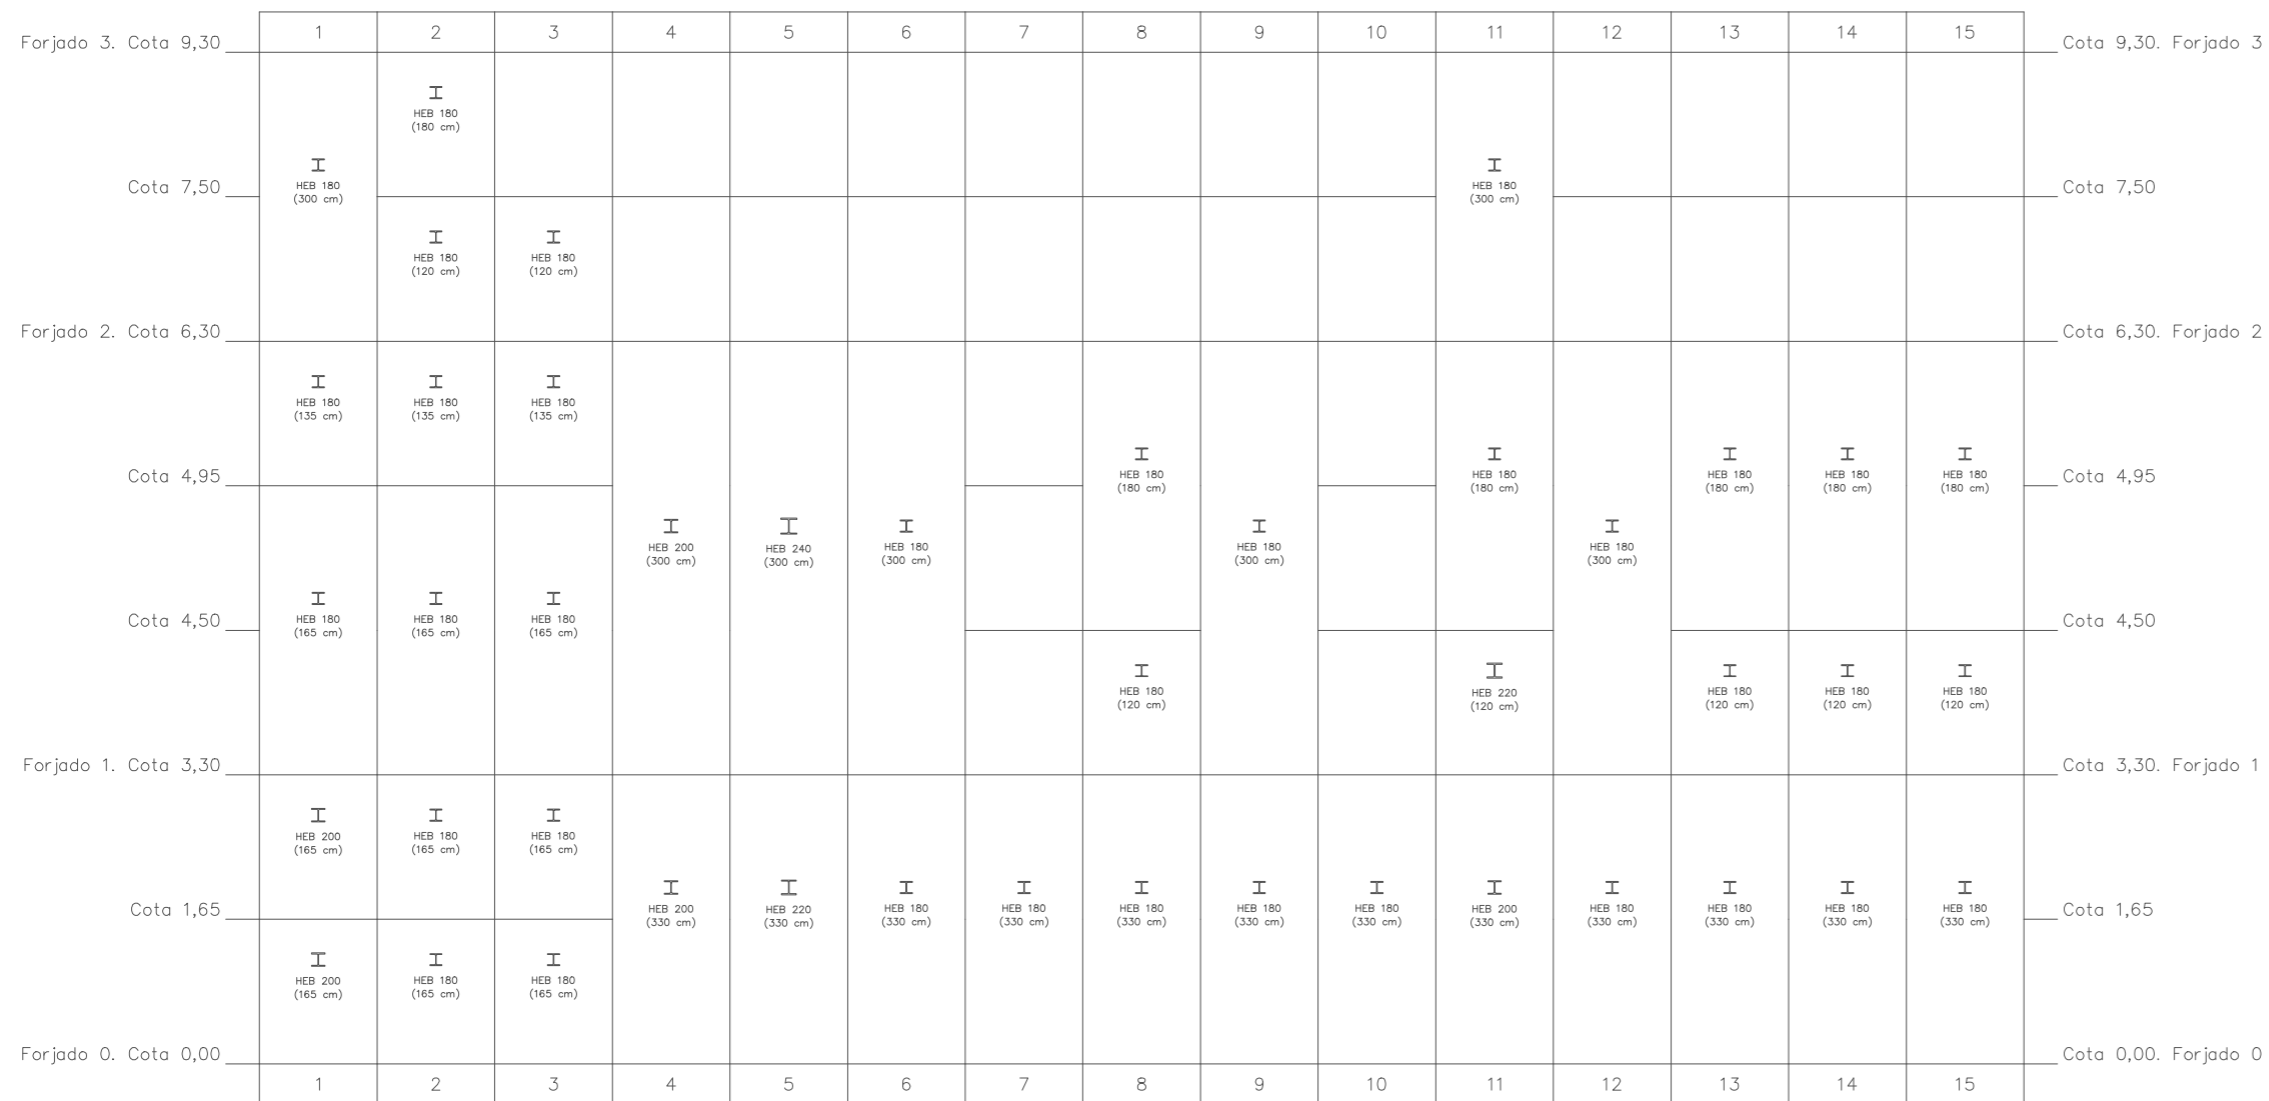 1 2 3 4 5 6 7 8 9 10 11 12 13 14 15
Forjado 3. Cota 9,30 Cota 9,30. Forjado 3
HEB 180
(180 cm)
HEB 180 HEB 180
(300 cm) (300 cm)
Cota 7,50 Cota 7,50
HEB 180 HEB 180
(120 cm) (120 cm)
Forjado 2. Cota 6,30 Cota 6,30. Forjado 2
HEB 180 HEB 180 HEB 180
(135 cm) (135 cm) (135 cm)
Cota 4,95 Cota 4,95
HEB 180 HEB 180 HEB 180 HEB 180 HEB 180
(180 cm) (180 cm) (180 cm) (180 cm) (180 cm)
HEB 200 HEB 240 HEB 180 HEB 180 HEB 180
(300 cm) (300 cm) (300 cm) (300 cm) (300 cm)
Cota 4,50 Cota 4,50
HEB 180 HEB 180 HEB 180
(165 cm) (165 cm) (165 cm)
HEB 180 HEB 220 HEB 180 HEB 180 HEB 180
(120 cm) (120 cm) (120 cm) (120 cm) (120 cm)
Forjado 1. Cota 3,30 Cota 3,30. Forjado 1
HEB 200 HEB 180 HEB 180
(165 cm) (165 cm) (165 cm)
Cota 1,65 Cota 1,65
HEB 200 HEB 220 HEB 180 HEB 180 HEB 180 HEB 180 HEB 180 HEB 200 HEB 180 HEB 180 HEB 180 HEB 180
(330 cm) (330 cm) (330 cm) (330 cm) (330 cm) (330 cm) (330 cm) (330 cm) (330 cm) (330 cm) (330 cm) (330 cm)
HEB 200 HEB 180 HEB 180
(165 cm) (165 cm) (165 cm)
Forjado 0. Cota 0,00 Cota 0,00. Forjado 0
1 2 3 4 5 6 7 8 9 10 11 12 13 14 15